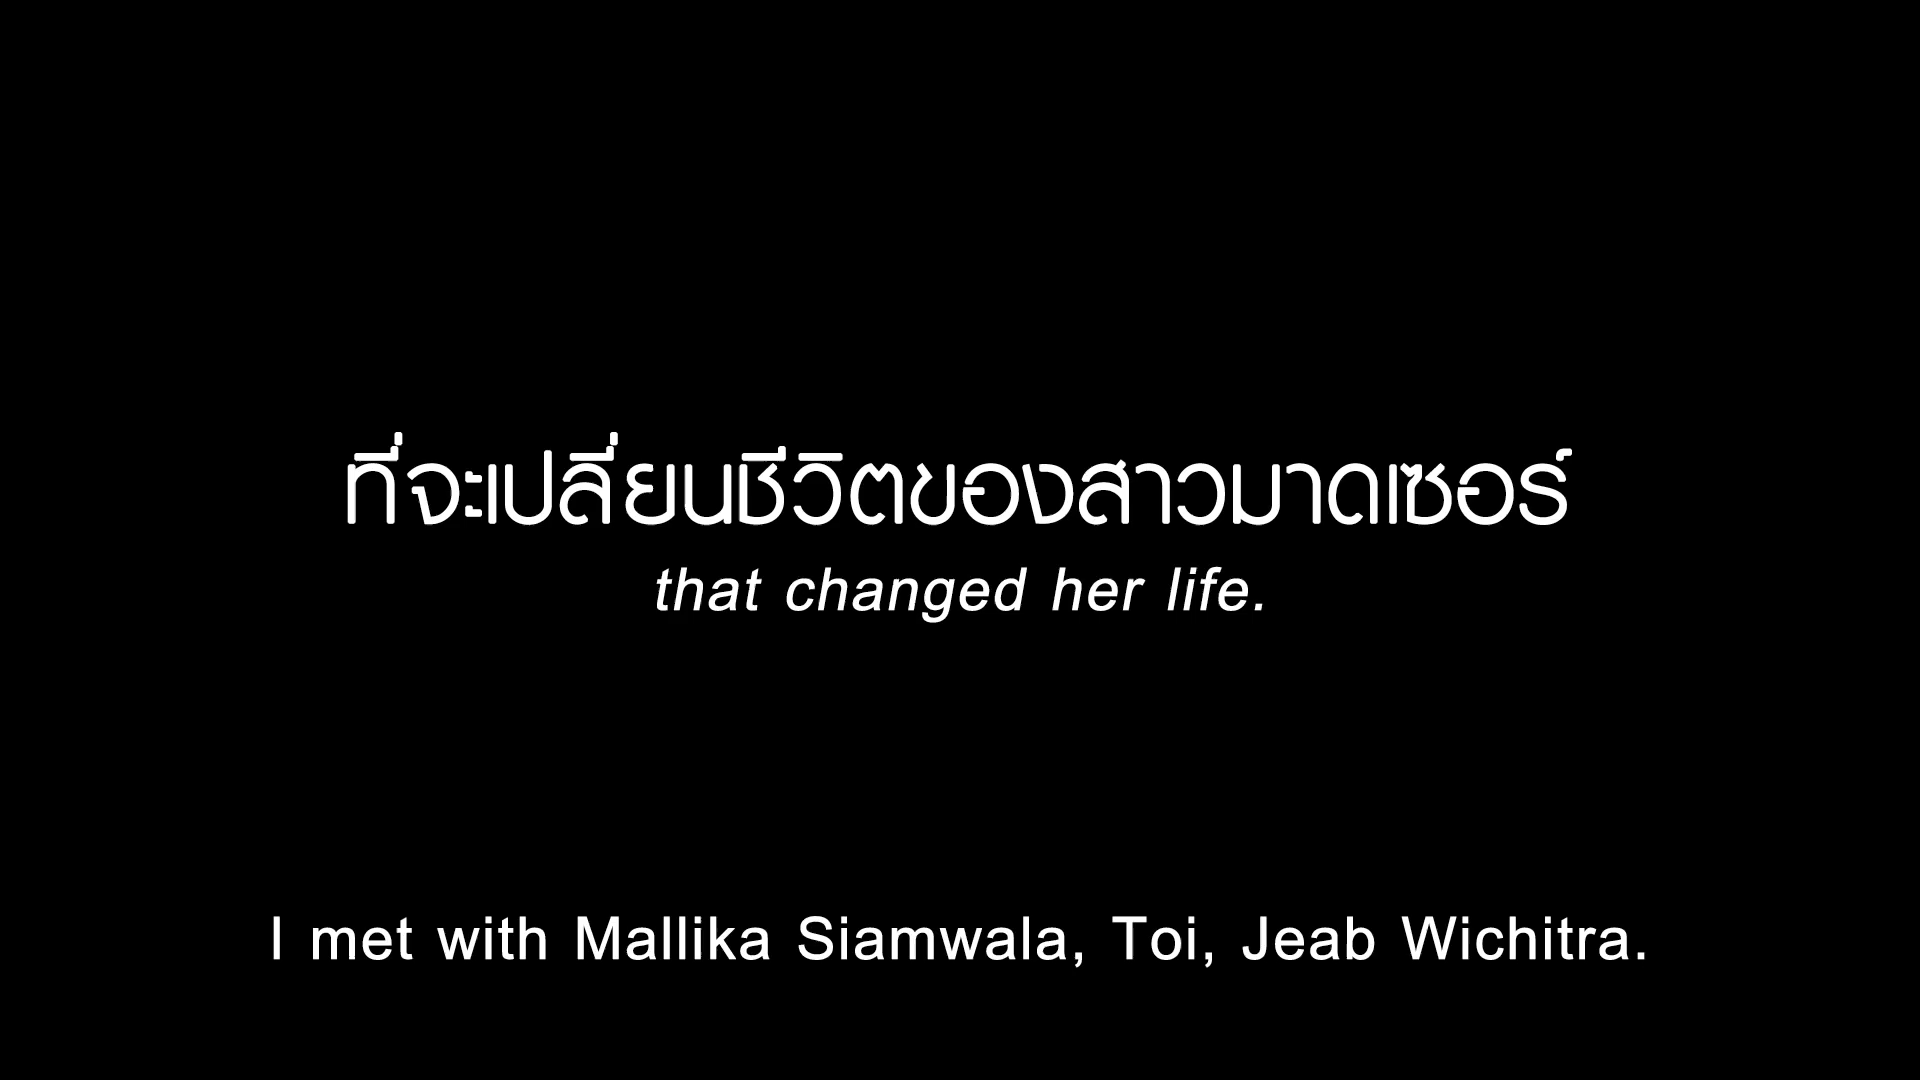 ที่จะเปลี่ยนชีวิตของสาวมาดเซอร์
that changed her life.
I met with Mallika Siamwala, Toi, Jeab Wichitra.